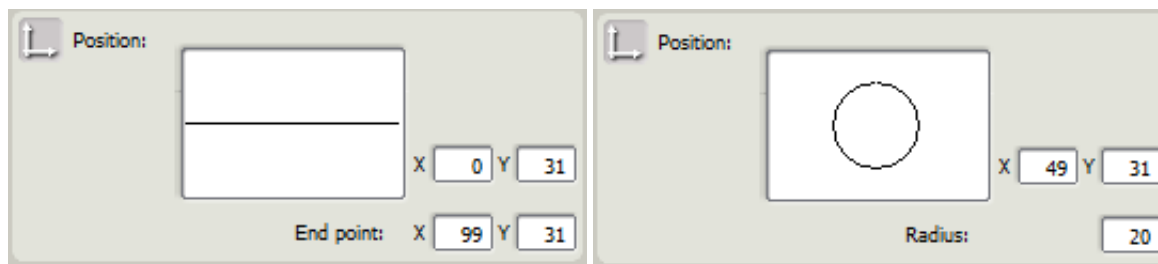 Position:
X 0 Y 31
End point: X 99 Y 31
Position:
X 49 Y 31
Radius: 20